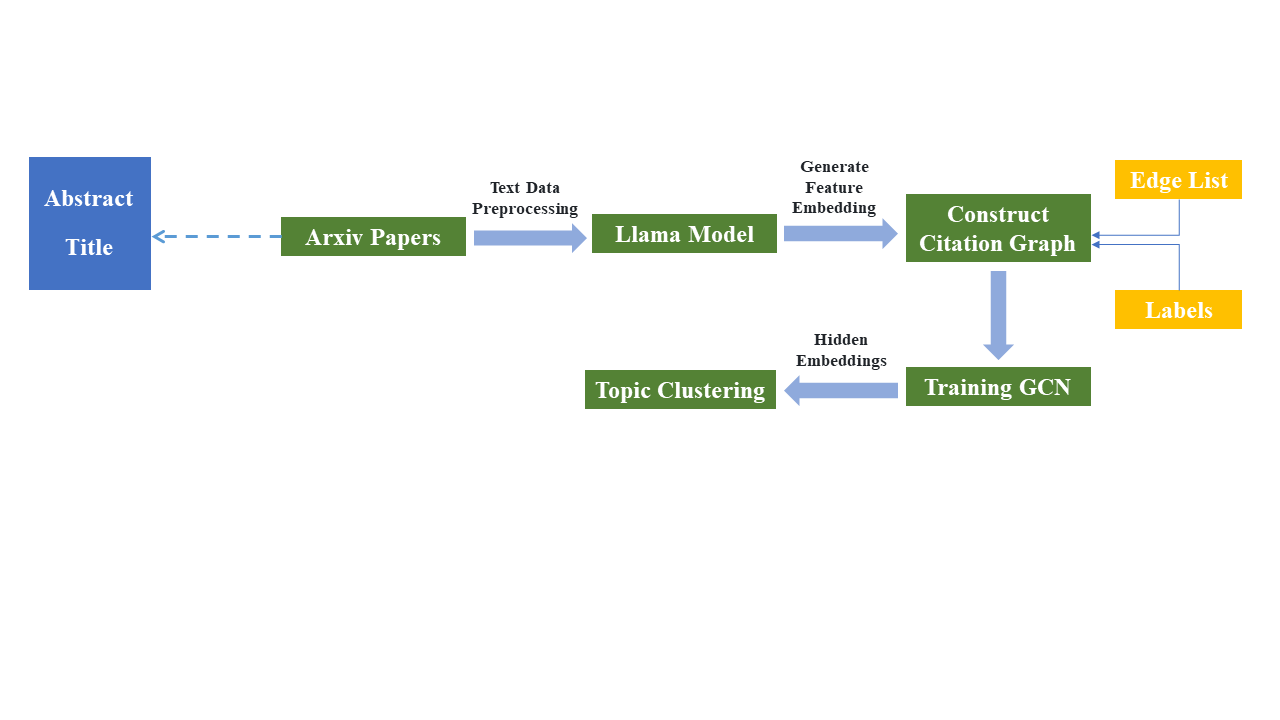 Abstract
Title
Arxiv Papers
Text Data
Preprocessing
Llama Model
Generate
Feature
Embedding
Construct
Citation Graph
Edge List
Labels
Training GCN
Hidden
Embeddings
Topic Clustering